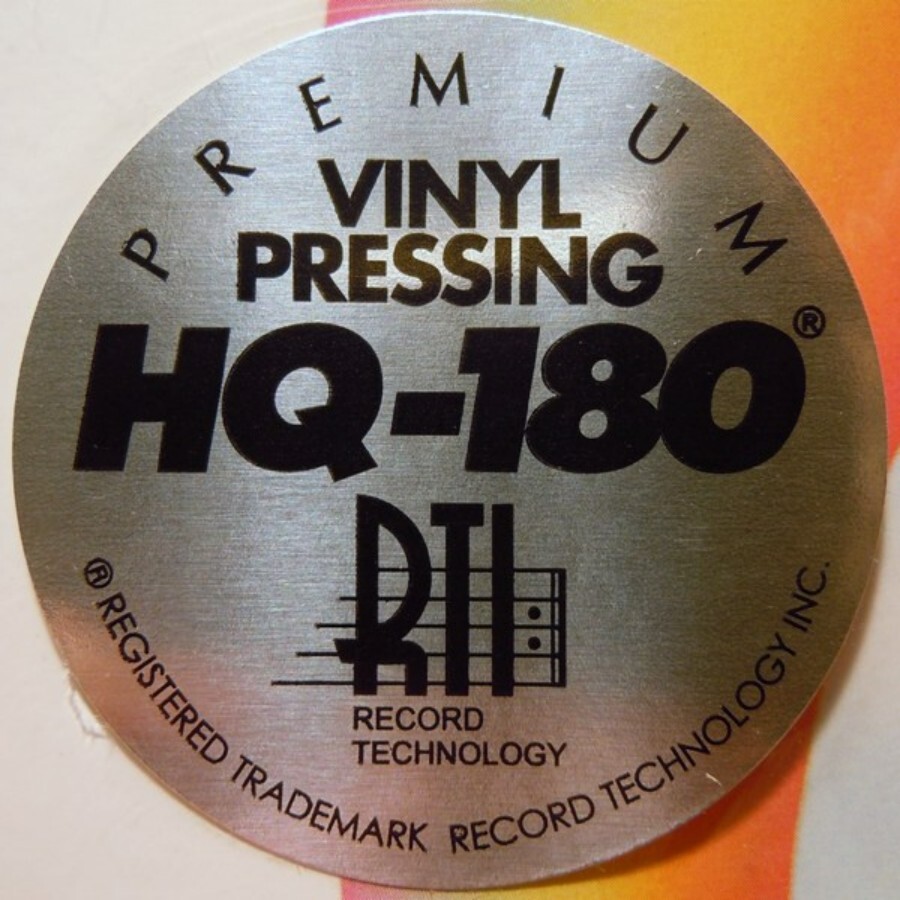 PREMIUM
VINYL
PRESSING
HQ-180®
RTI
RECORD
TECHNOLOGY
® REGISTERED TRADEMARK RECORD TECHNOLOGY INC.